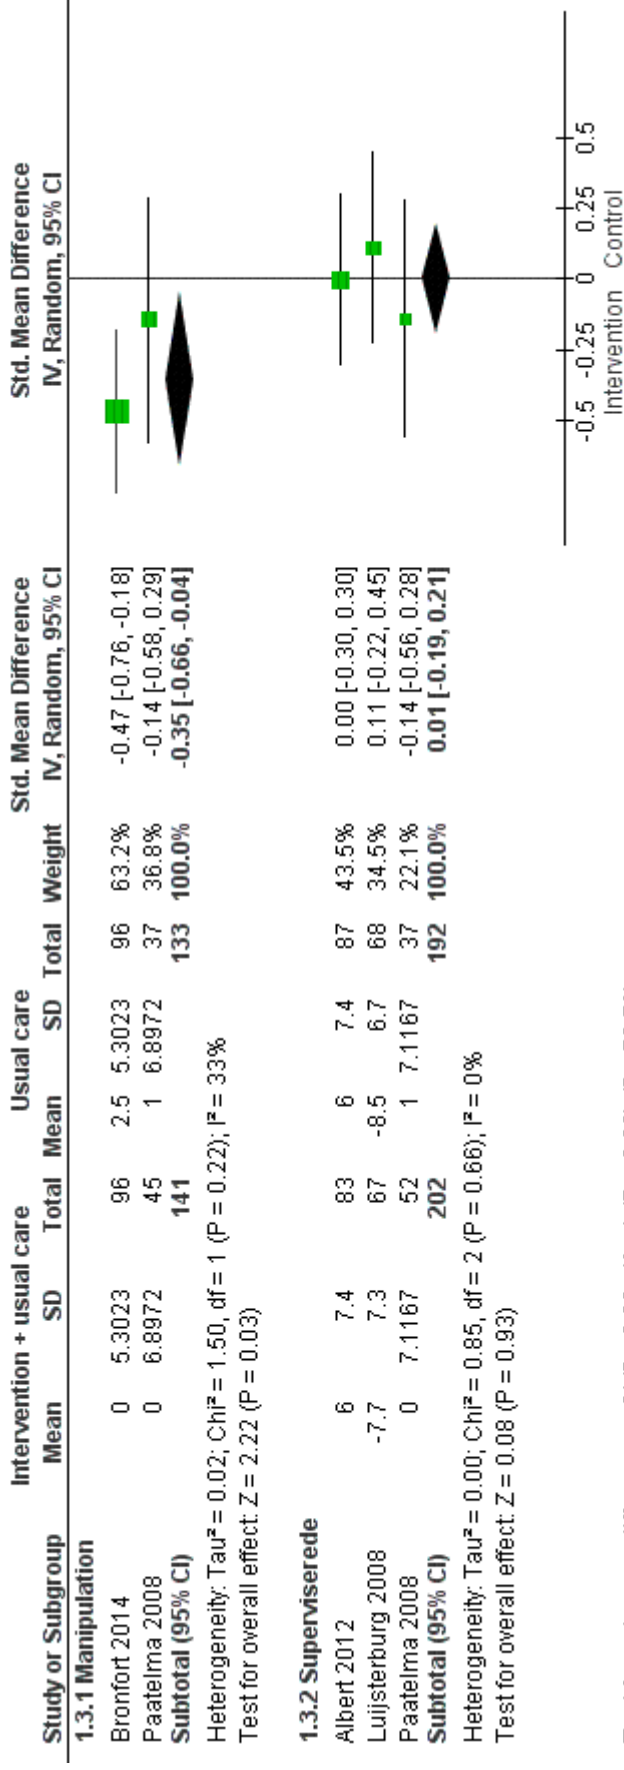 Intervention + usual care Usual care Std. Mean Difference Std. Mean Difference
Study or Subgroup Mean SD Total Mean SD Total Weight IV, Random, 95% CI IV, Random, 95% CI
1.3.1 Manipulation
Bronfort 2014 0 5.3023 96 2.5 5.3023 96 63.2% -0.47 [-0.76, -0.18]
Paatelma 2008 0 6.8972 45 1 6.8972 37 36.8% -0.14 [-0.58, 0.29]
Subtotal (95% CI) 141 133 100.0% -0.35 [-0.66, -0.04]
Heterogeneity: Tau² = 0.02; Chi² = 1.50, df = 1 (P = 0.22); I² = 33%
Test for overall effect: Z = 2.22 (P = 0.03)
1.3.2 Superviserede
Albert 2012 6 7.4 83 6 7.4 87 43.5% 0.00 [-0.30, 0.30]
Luijsterburg 2008 -7.7 7.3 67 -8.5 6.7 68 34.5% 0.11 [-0.22, 0.45]
Paatelma 2008 0 7.1167 52 1 7.1167 37 22.1% -0.14 [-0.56, 0.28]
Subtotal (95% CI) 202 192 100.0% 0.01 [-0.19, 0.21]
Heterogeneity: Tau² = 0.00; Chi² = 0.85, df = 2 (P = 0.66); I² = 0%
Test for overall effect: Z = 0.08 (P = 0.93)
-0.5 -0.25 0 0.25 0.5
Intervention Control